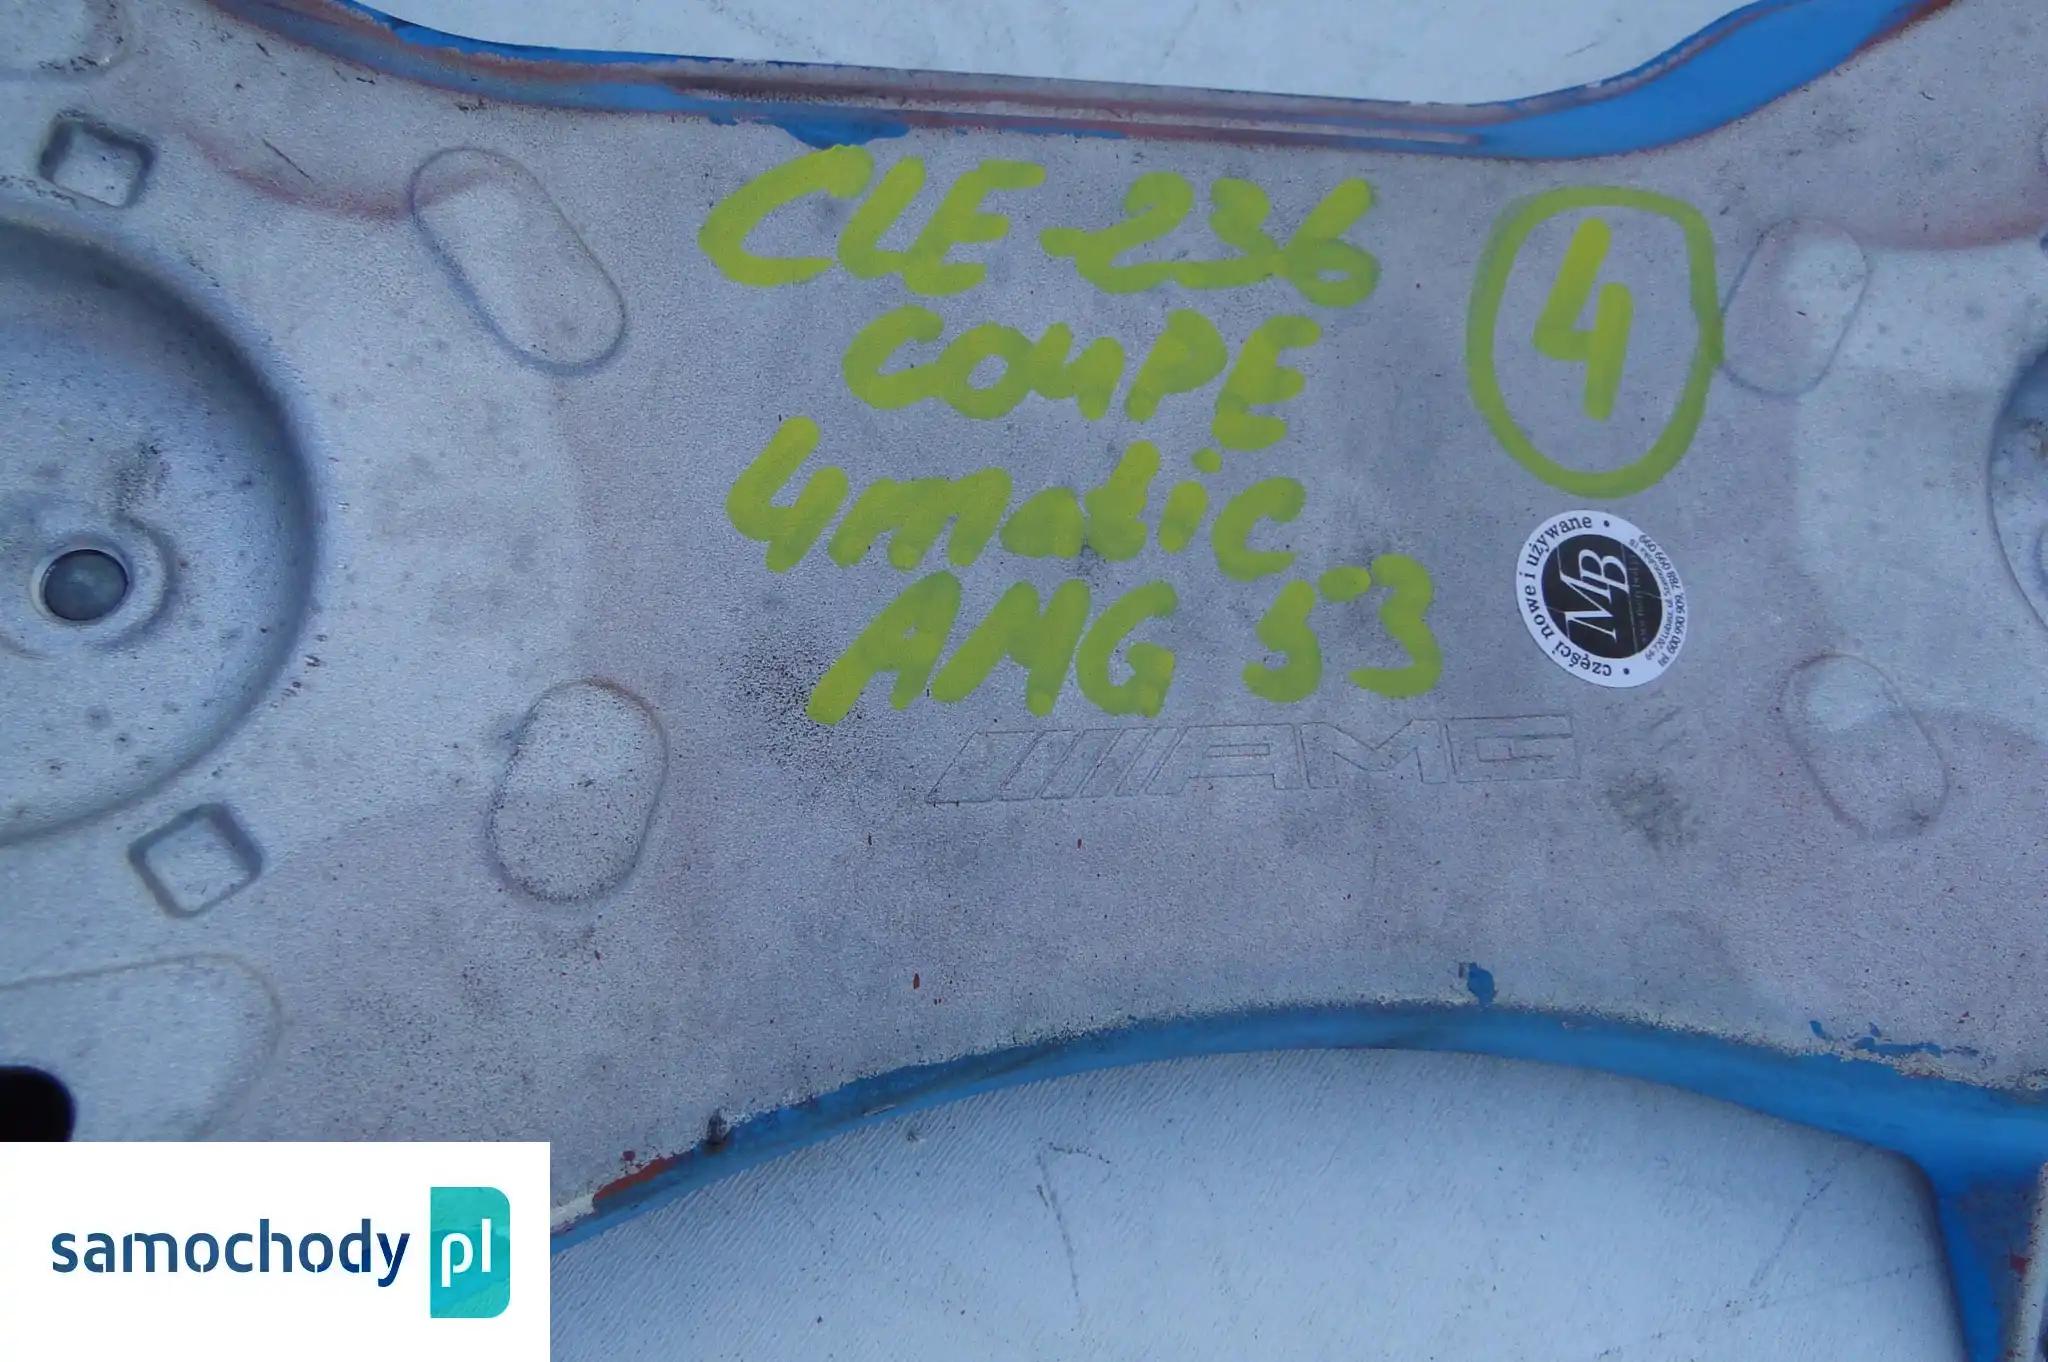 CLE 236
COUPE
4matic
AMG 53
4
części nowe i używane
MB
AMG
samochody pl